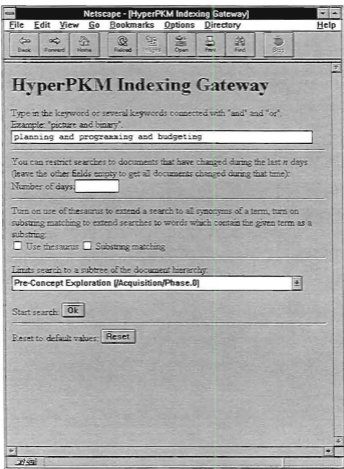 Netscape - [HyperPKM Indexing Gateway]
File Edit View Go Bookmarks Options Directory Help
Back Forward Home Reload Images Open Print Find Stop
HyperPKM Indexing Gateway
Type in the keyword or several keywords connected with "and" and "or".
Example: "picture and binary".
planning and programming and budgeting
You can restrict searches to documents that have changed during the last n days
(leave the other fields empty to get all documents changed during that time):
Number of days:
Turn on use of thesaurus to extend a search to all synonyms of a term, turn on
substring matching to extend searches to words which contain the given term as a
substring:
Use thesaurus Substring matching
Limits search to a subtree of the document hierarchy:
Pre-Concept Exploration (/Acquisition/Phase.0)
Start search: Ok
Reset to default values: Reset